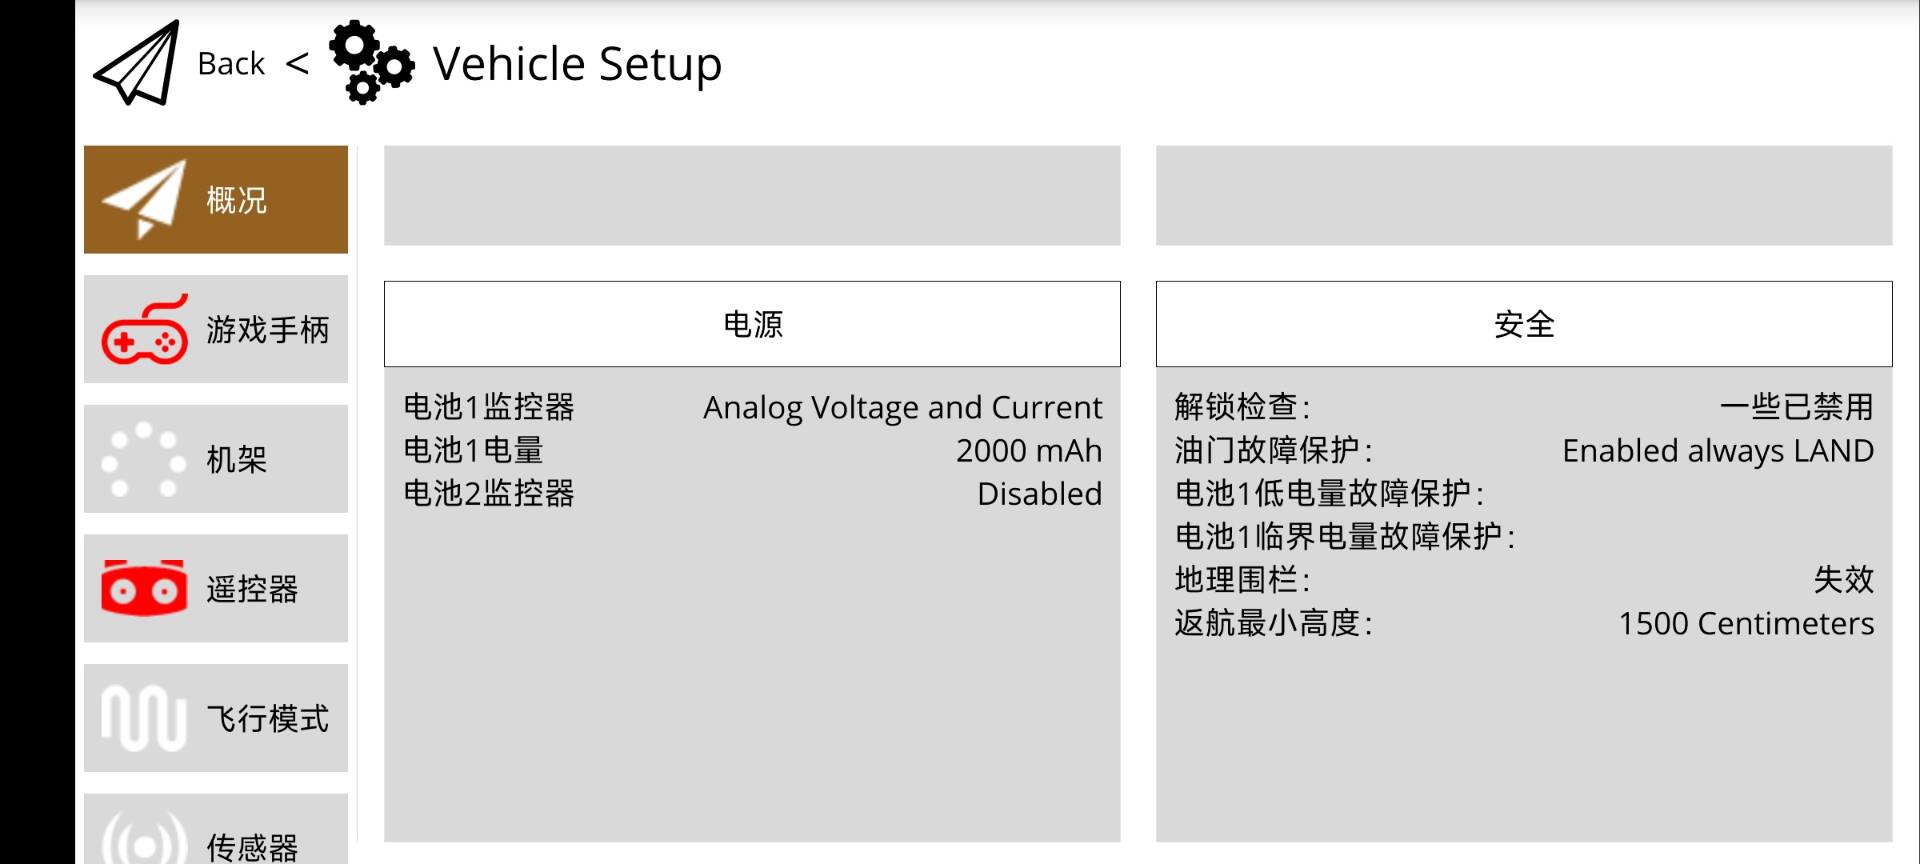 Back < Vehicle Setup
概况
游戏手柄
机架
遥控器
飞行模式
传感器
电源
电池1监控器 Analog Voltage and Current
电池1电量 2000 mAh
电池2监控器 Disabled
安全
解锁检查: 一些已禁用
油门故障保护: Enabled always LAND
电池1低电量故障保护:
电池1临界电量故障保护:
地理围栏: 失效
返航最小高度: 1500 Centimeters